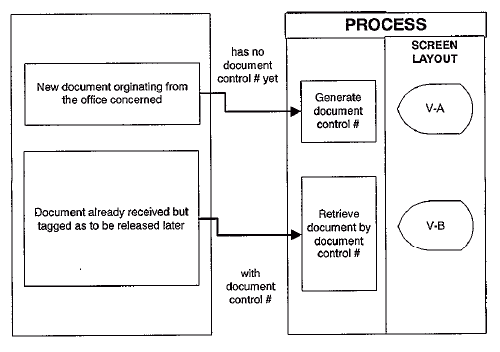 PROCESS
SCREEN
LAYOUT
has no
document
control # yet
New document orginating from
the office concerned
Generate
document
control #
V-A
Document already received but
tagged as to be released later
Retrieve
document by
document
control #
V-B
with
document
control #